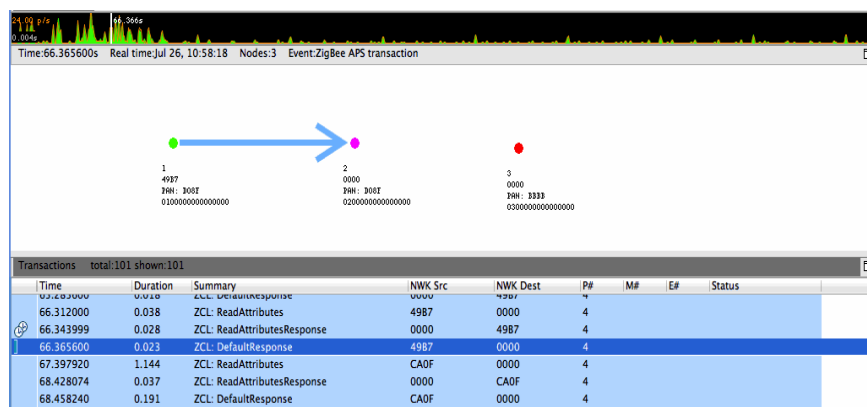 24.00 p/s
66.366s
0.004s
Time:66.365600s Real time:Jul 26, 10:58:18 Nodes:3 Event:ZigBee APS transaction
1
49B7
PAN: D08F
0100000000000000
2
0000
PAN: D08F
0200000000000000
3
0000
PAN: BBBB
0300000000000000
Transactions total:101 shown:101
Time Duration Summary NWK Src NWK Dest P# M# E# Status
65.285600 0.018 ZCL: DefaultResponse 0000 49B7 4
66.312000 0.038 ZCL: ReadAttributes 49B7 0000 4
66.343999 0.028 ZCL: ReadAttributesResponse 0000 49B7 4
66.365600 0.023 ZCL: DefaultResponse 49B7 0000 4
67.397920 1.144 ZCL: ReadAttributes CA0F 0000 4
68.428074 0.037 ZCL: ReadAttributesResponse 0000 CA0F 4
68.458240 0.191 ZCL: DefaultResponse CA0F 0000 4